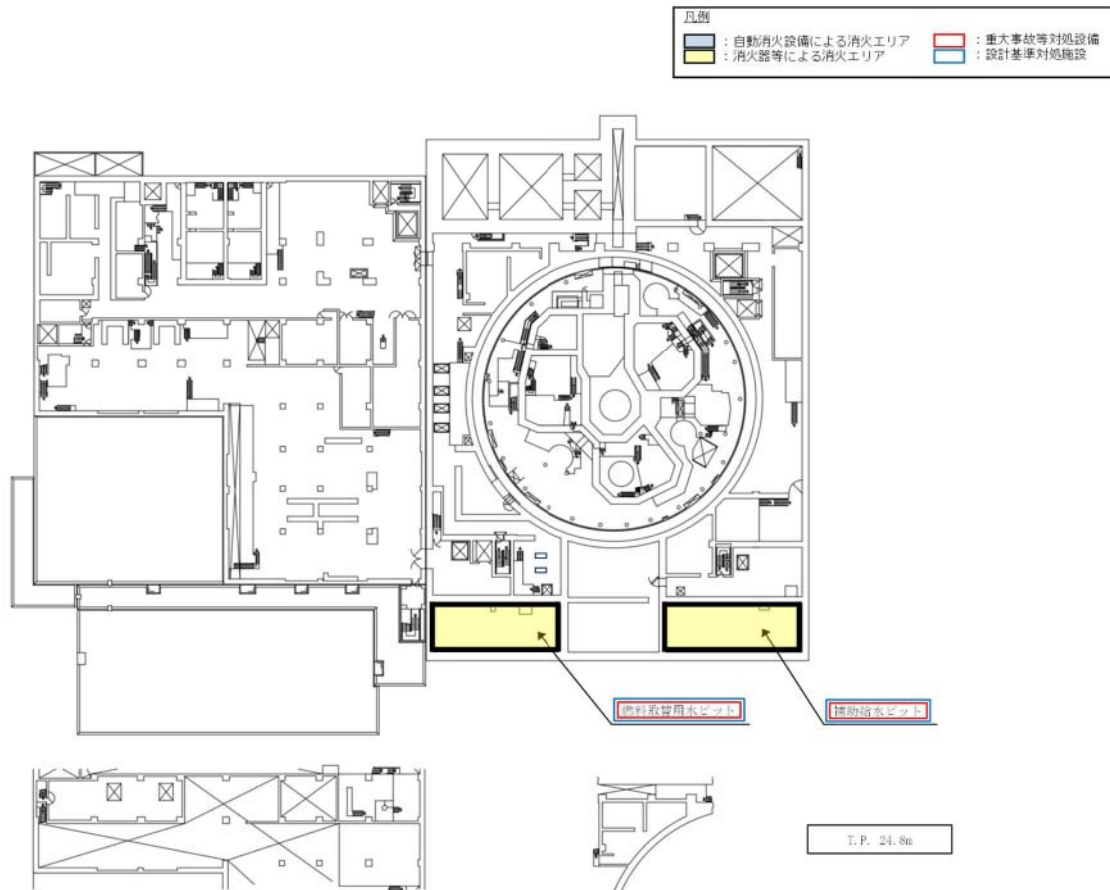 凡例
：自動消火設備による消火エリア
：重大事故等対処設備
：消火器等による消火エリア
：設計基準対処施設
燃料取替用水ピット
補助給水ピット
T.P. 24.8m